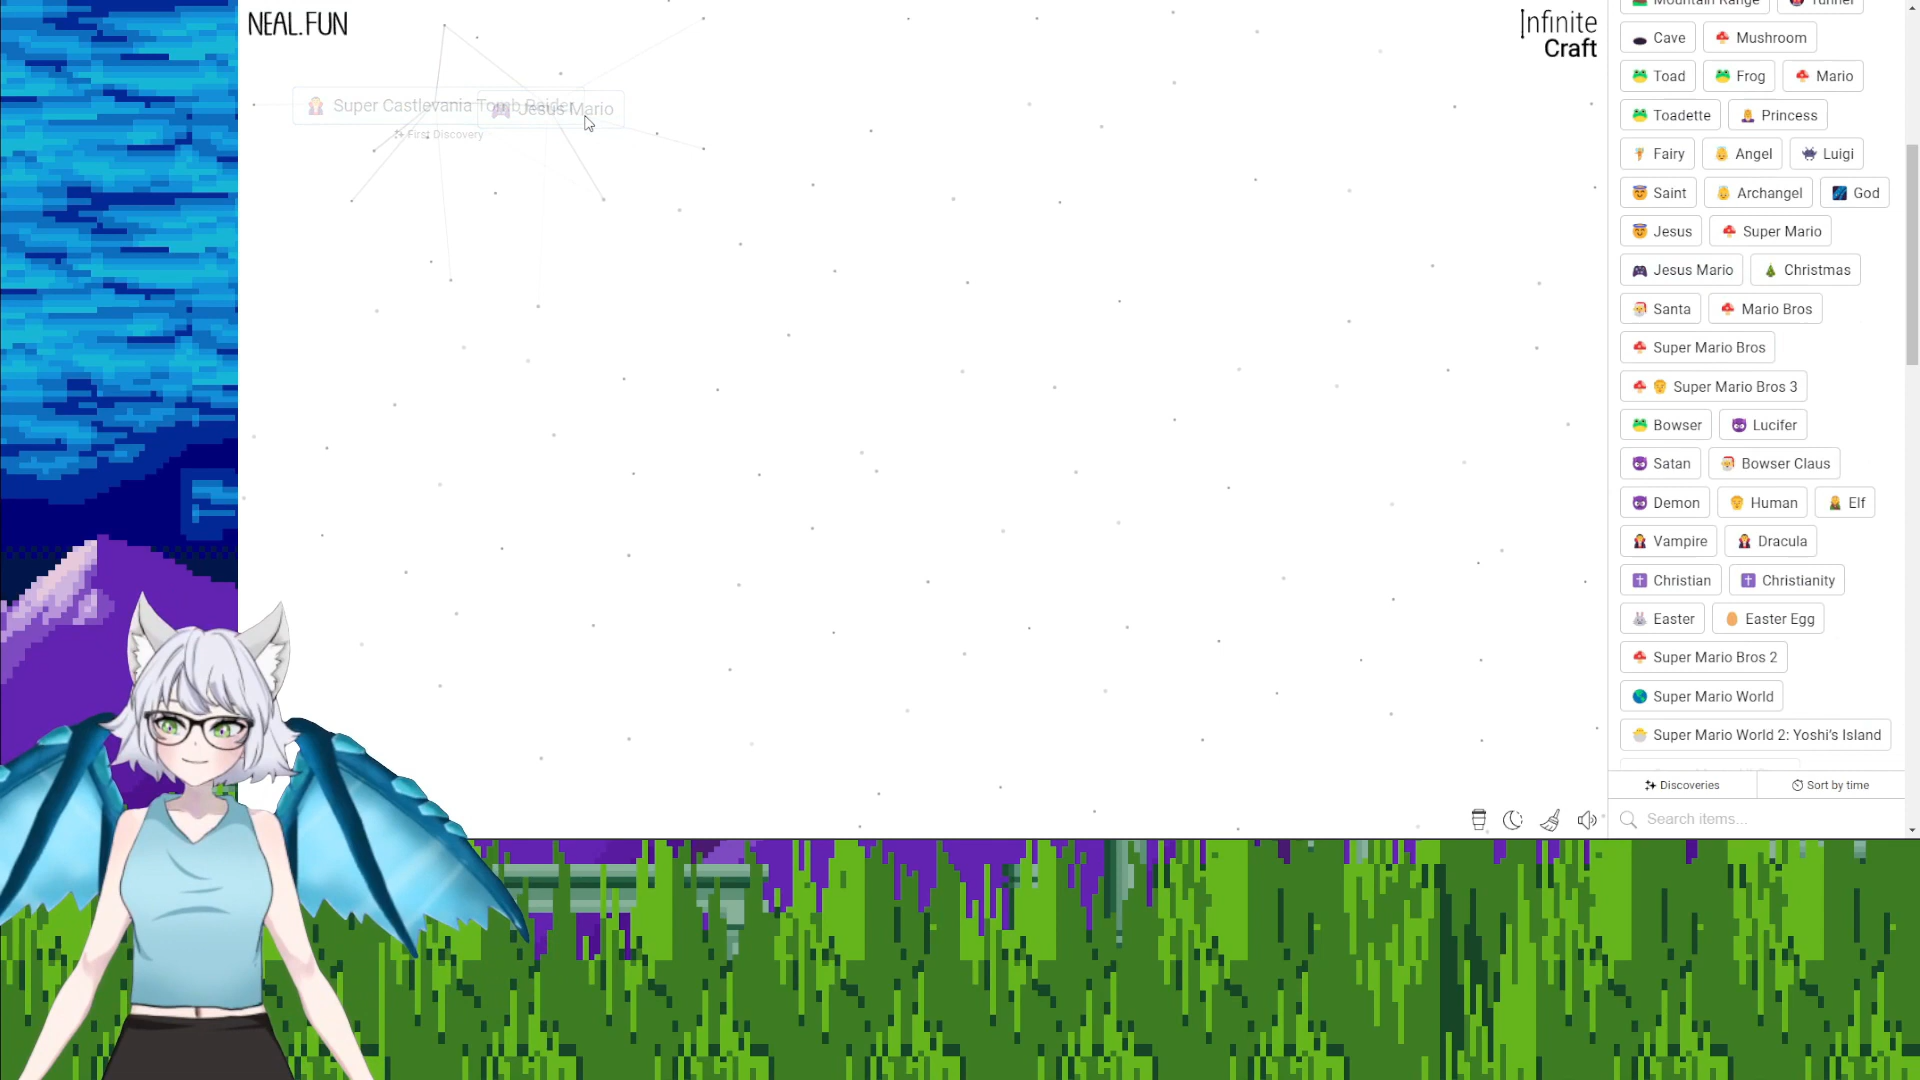 NEAL.FUN
Infinite
Craft
Super Castlevania Tomb Raider
Jesus Mario
First Discovery
Mountain Range
Tunnel
Cave
Mushroom
Toad
Frog
Mario
Toadette
Princess
Fairy
Angel
Luigi
Saint
Archangel
God
Jesus
Super Mario
Jesus Mario
Christmas
Santa
Mario Bros
Super Mario Bros
Super Mario Bros 3
Bowser
Lucifer
Satan
Bowser Claus
Demon
Human
Elf
Vampire
Dracula
Christian
Christianity
Easter
Easter Egg
Super Mario Bros 2
Super Mario World
Super Mario World 2: Yoshi's Island
Discoveries
Sort by time
Search items...